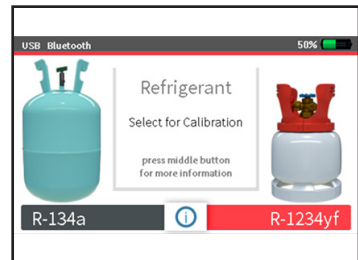 USB Bluetooth 50%
Refrigerant
Select for Calibration
press middle button
for more information
R-134a R-1234yf